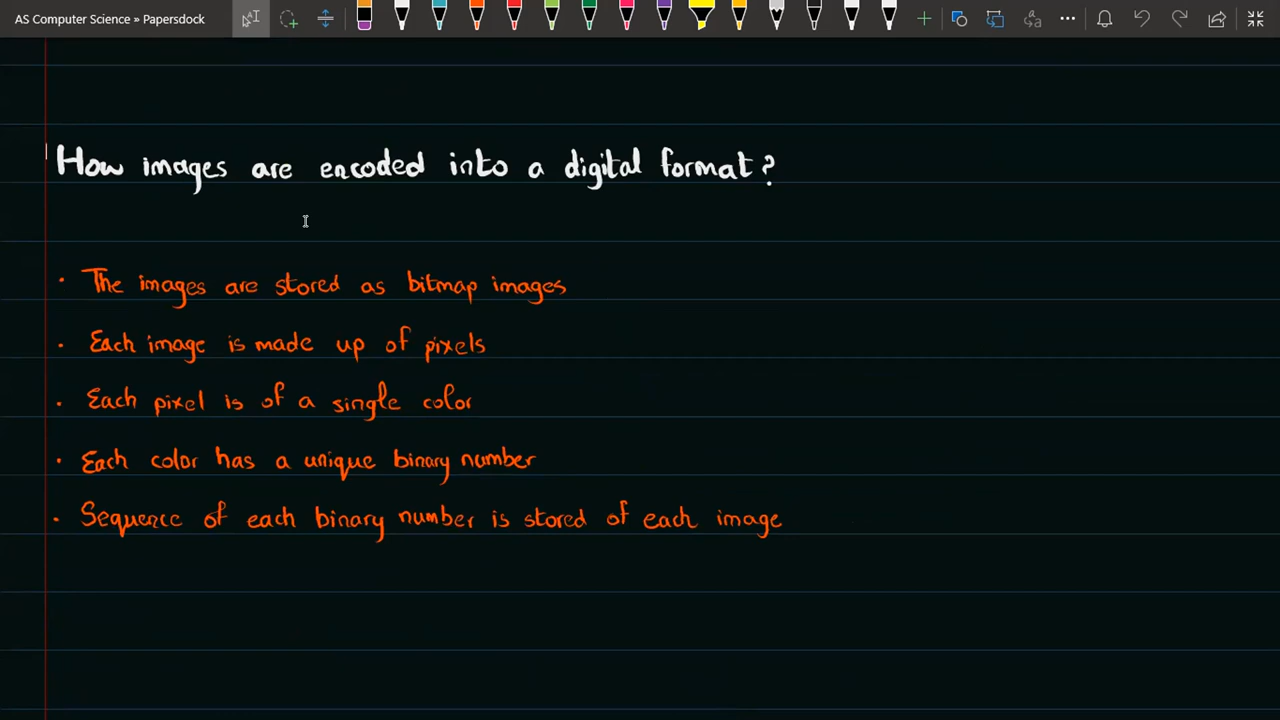 AS Computer Science » Papersdock
How images are encoded into a digital format?
· The images are stored as bitmap images
· Each image is made up of pixels
· Each pixel is of a single color
· Each color has a unique binary number
· Sequence of each binary number is stored of each image